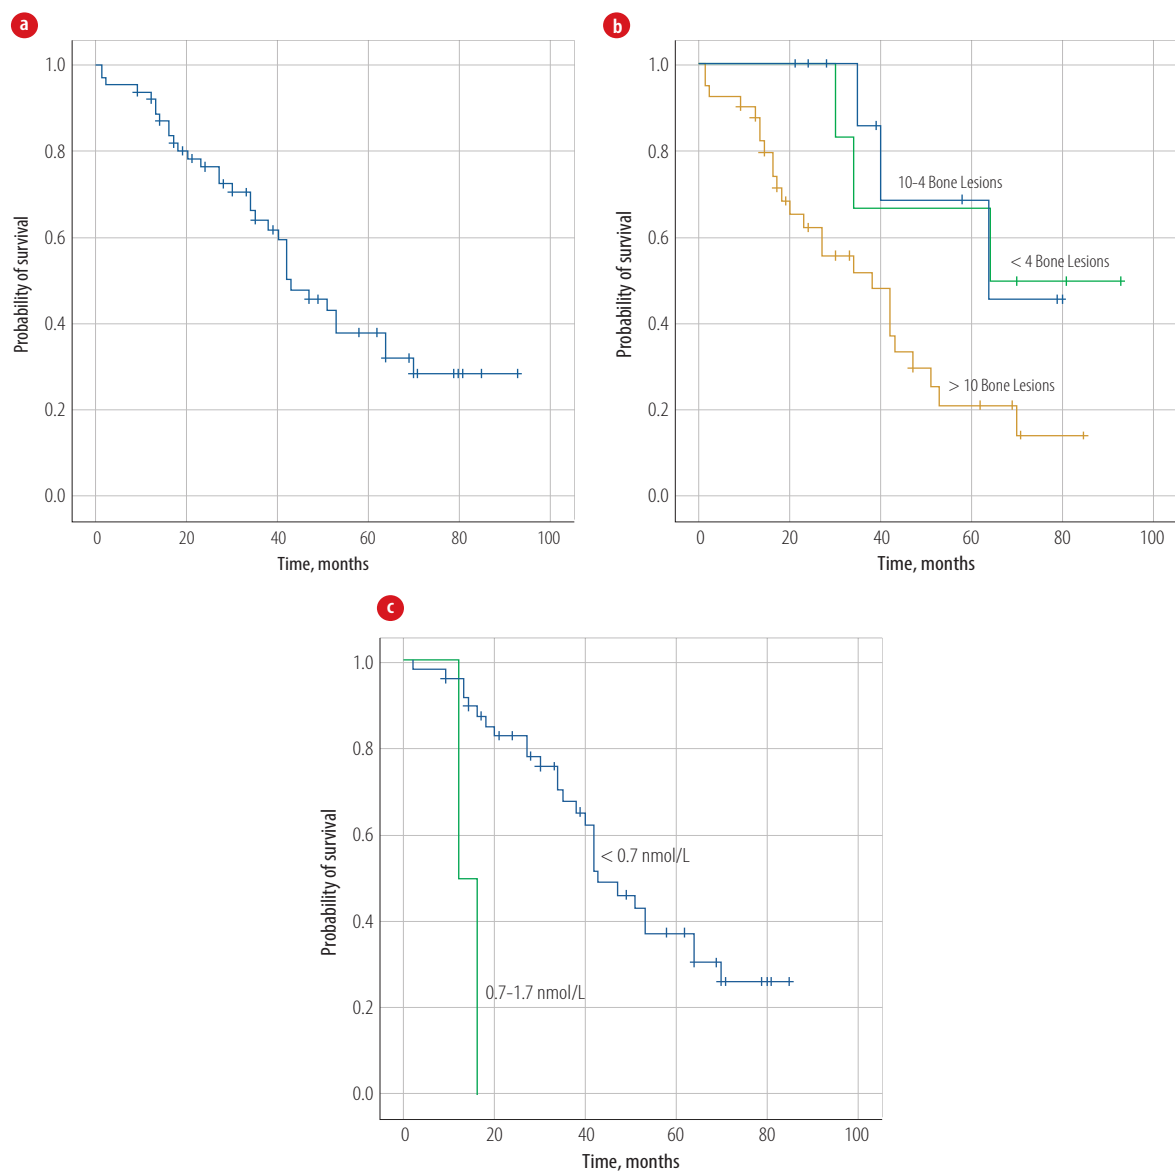 a
1.0
0.8
0.6
0.4
0.2
0.0
Probability of survival
0 20 40 60 80 100
Time, months
b
1.0
0.8
0.6
0.4
0.2
0.0
Probability of survival
10-4 Bone Lesions
< 4 Bone Lesions
> 10 Bone Lesions
0 20 40 60 80 100
Time, months
c
1.0
0.8
0.6
0.4
0.2
0.0
Probability of survival
< 0.7 nmol/L
0.7-1.7 nmol/L
0 20 40 60 80 100
Time, months